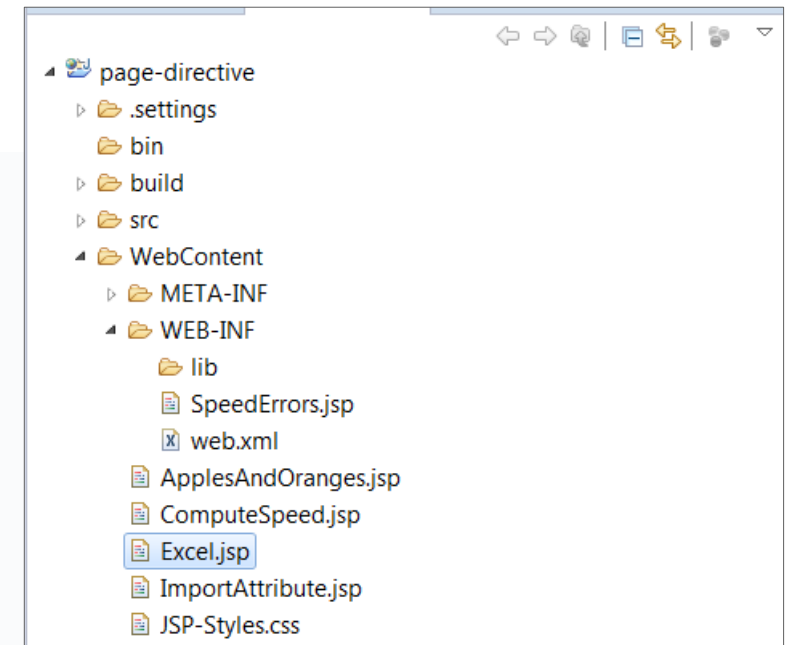 page-directive
.settings
bin
build
src
WebContent
META-INF
WEB-INF
lib
SpeedErrors.jsp
web.xml
ApplesAndOranges.jsp
ComputeSpeed.jsp
Excel.jsp
ImportAttribute.jsp
JSP-Styles.css